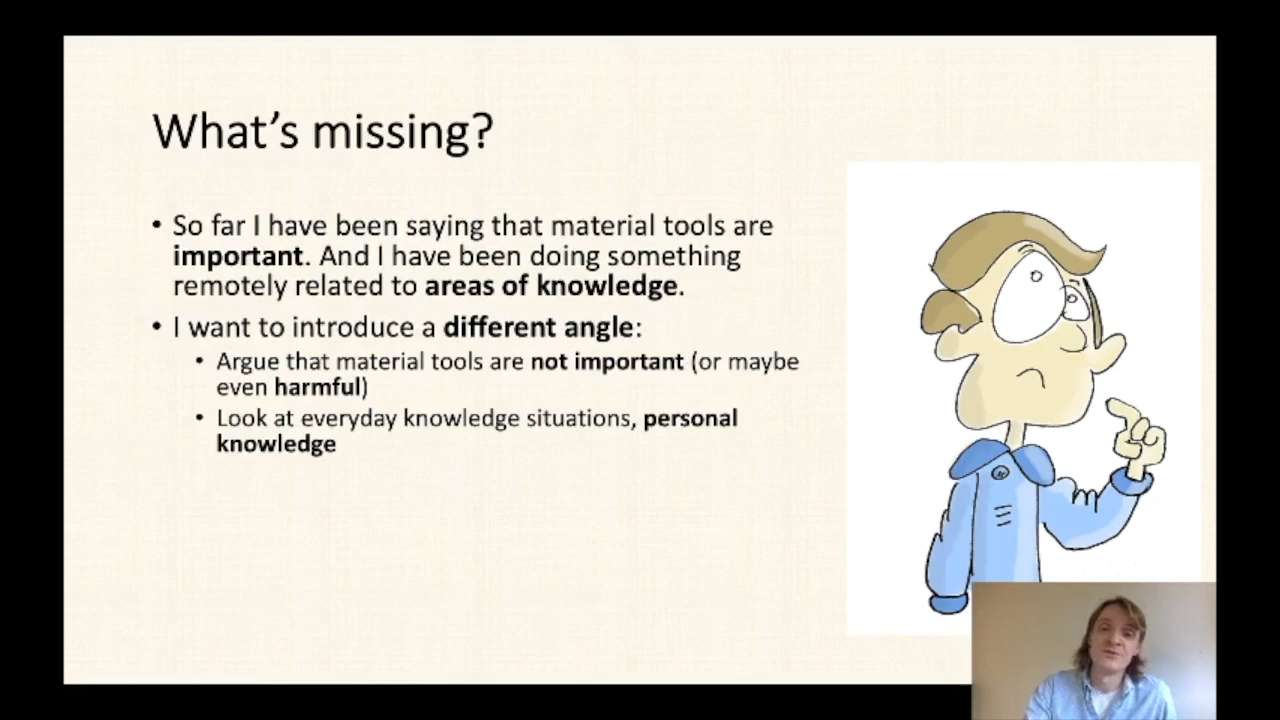 What's missing?
• So far I have been saying that material tools are
important. And I have been doing something
remotely related to areas of knowledge.
• I want to introduce a different angle:
• Argue that material tools are not important (or maybe
even harmful)
• Look at everyday knowledge situations, personal
knowledge